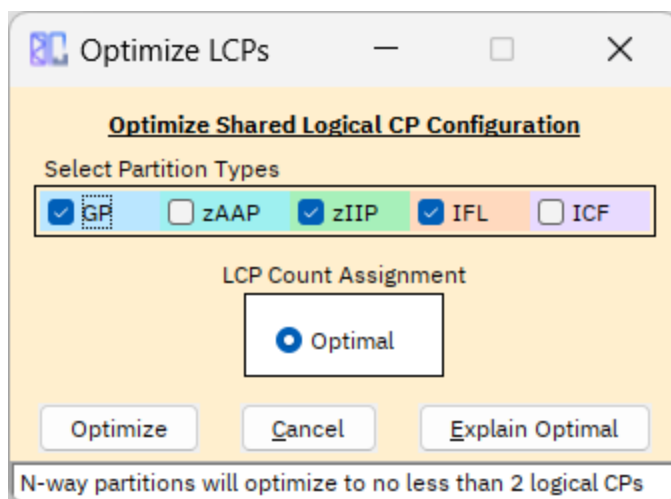 Optimize LCPs
Optimize Shared Logical CP Configuration
Select Partition Types
GP zAAP zIIP IFL ICF
LCP Count Assignment
Optimal
Optimize Cancel Explain Optimal
N-way partitions will optimize to no less than 2 logical CPs